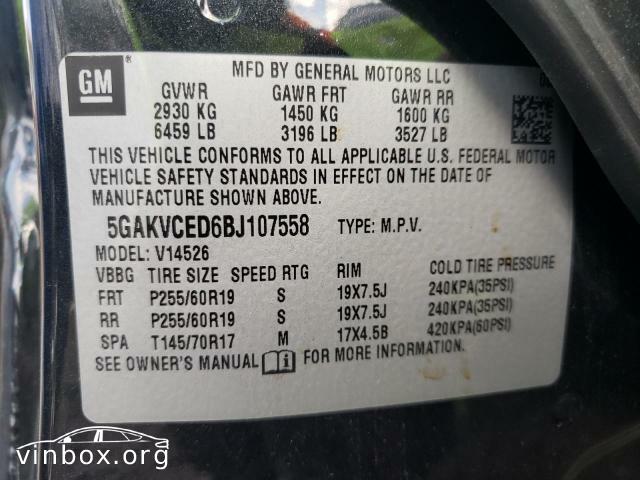 GM
MFD BY GENERAL MOTORS LLC
GVWR GAWR FRT GAWR RR
2930 KG 1450 KG 1600 KG
6459 LB 3196 LB 3527 LB
THIS VEHICLE CONFORMS TO ALL APPLICABLE U.S. FEDERAL MOTOR
VEHICLE SAFETY STANDARDS IN EFFECT ON THE DATE OF
MANUFACTURE SHOWN ABOVE.
5GAKVCED6BJ107558 TYPE: M.P.V.
MODEL: V14526
VBBG TIRE SIZE SPEED RTG RIM COLD TIRE PRESSURE
FRT P255/60R19 S 19X7.5J 240KPA(35PSI)
RR P255/60R19 S 19X7.5J 240KPA(35PSI)
SPA T145/70R17 M 17X4.5B 420KPA(60PSI)
SEE OWNER'S MANUAL i FOR MORE INFORMATION.
vinbox.org